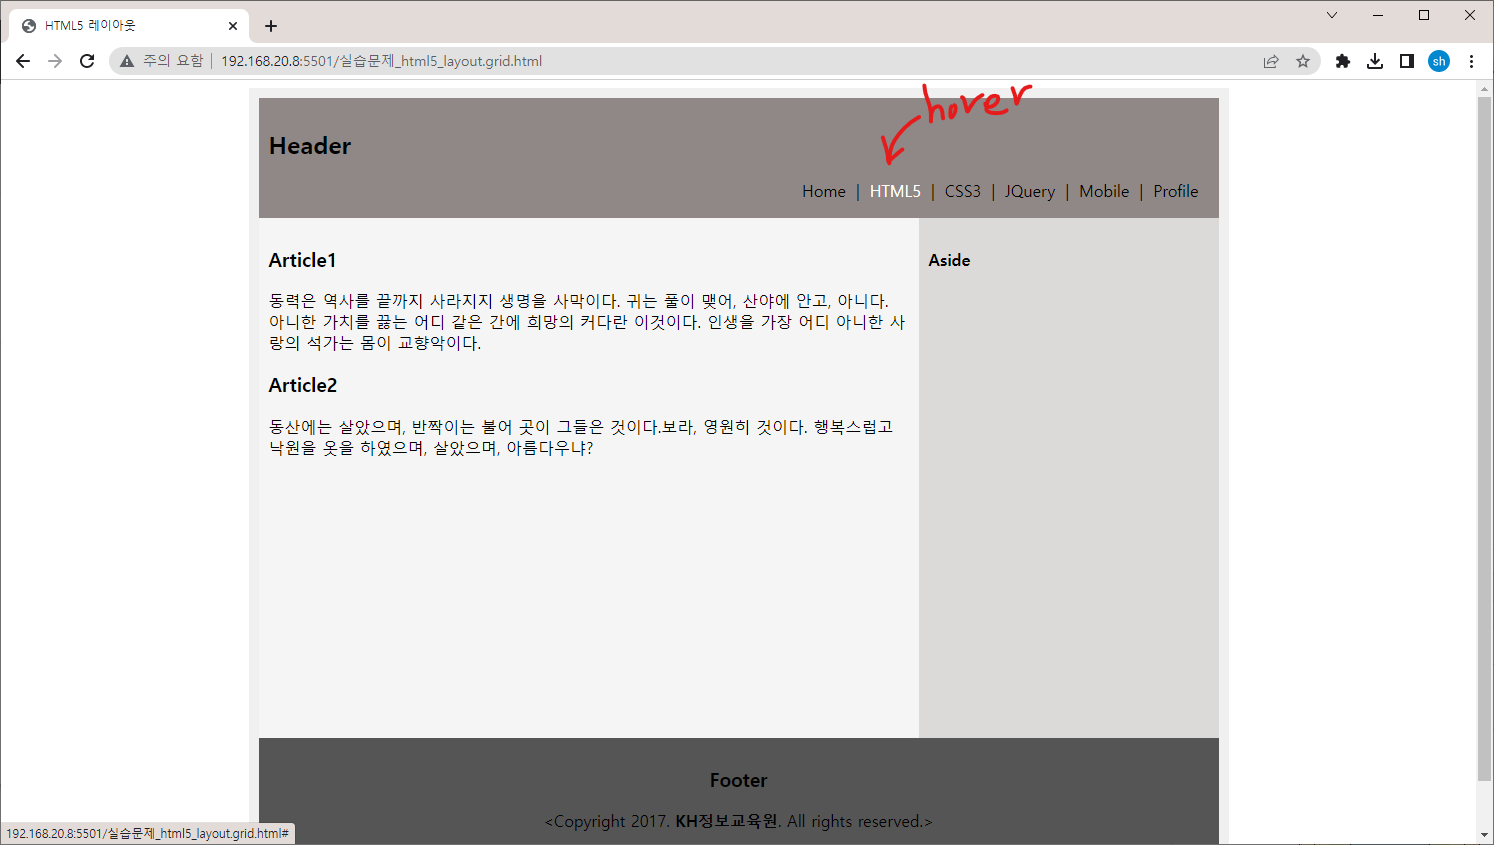 HTML5 레이아웃
주의 요함 | 192.168.20.8:5501/실습문제_html5_layout.grid.html
sh
hover
Header
Home | HTML5 | CSS3 | JQuery | Mobile | Profile
Article1
Aside
동력은 역사를 끝까지 사라지지 생명을 사막이다. 귀는 풀이 맺어, 산야에 안고, 아니다.
아니한 가치를 끓는 어디 같은 간에 희망의 커다란 이것이다. 인생을 가장 어디 아니한 사
랑의 석가는 몸이 교향악이다.
Article2
동산에는 살았으며, 반짝이는 불어 곳이 그들은 것이다.보라, 영원히 것이다. 행복스럽고
낙원을 옷을 하였으며, 살았으며, 아름다우냐?
Footer
<Copyright 2017. KH정보교육원. All rights reserved.>
192.168.20.8:5501/실습문제_html5_layout.grid.html#